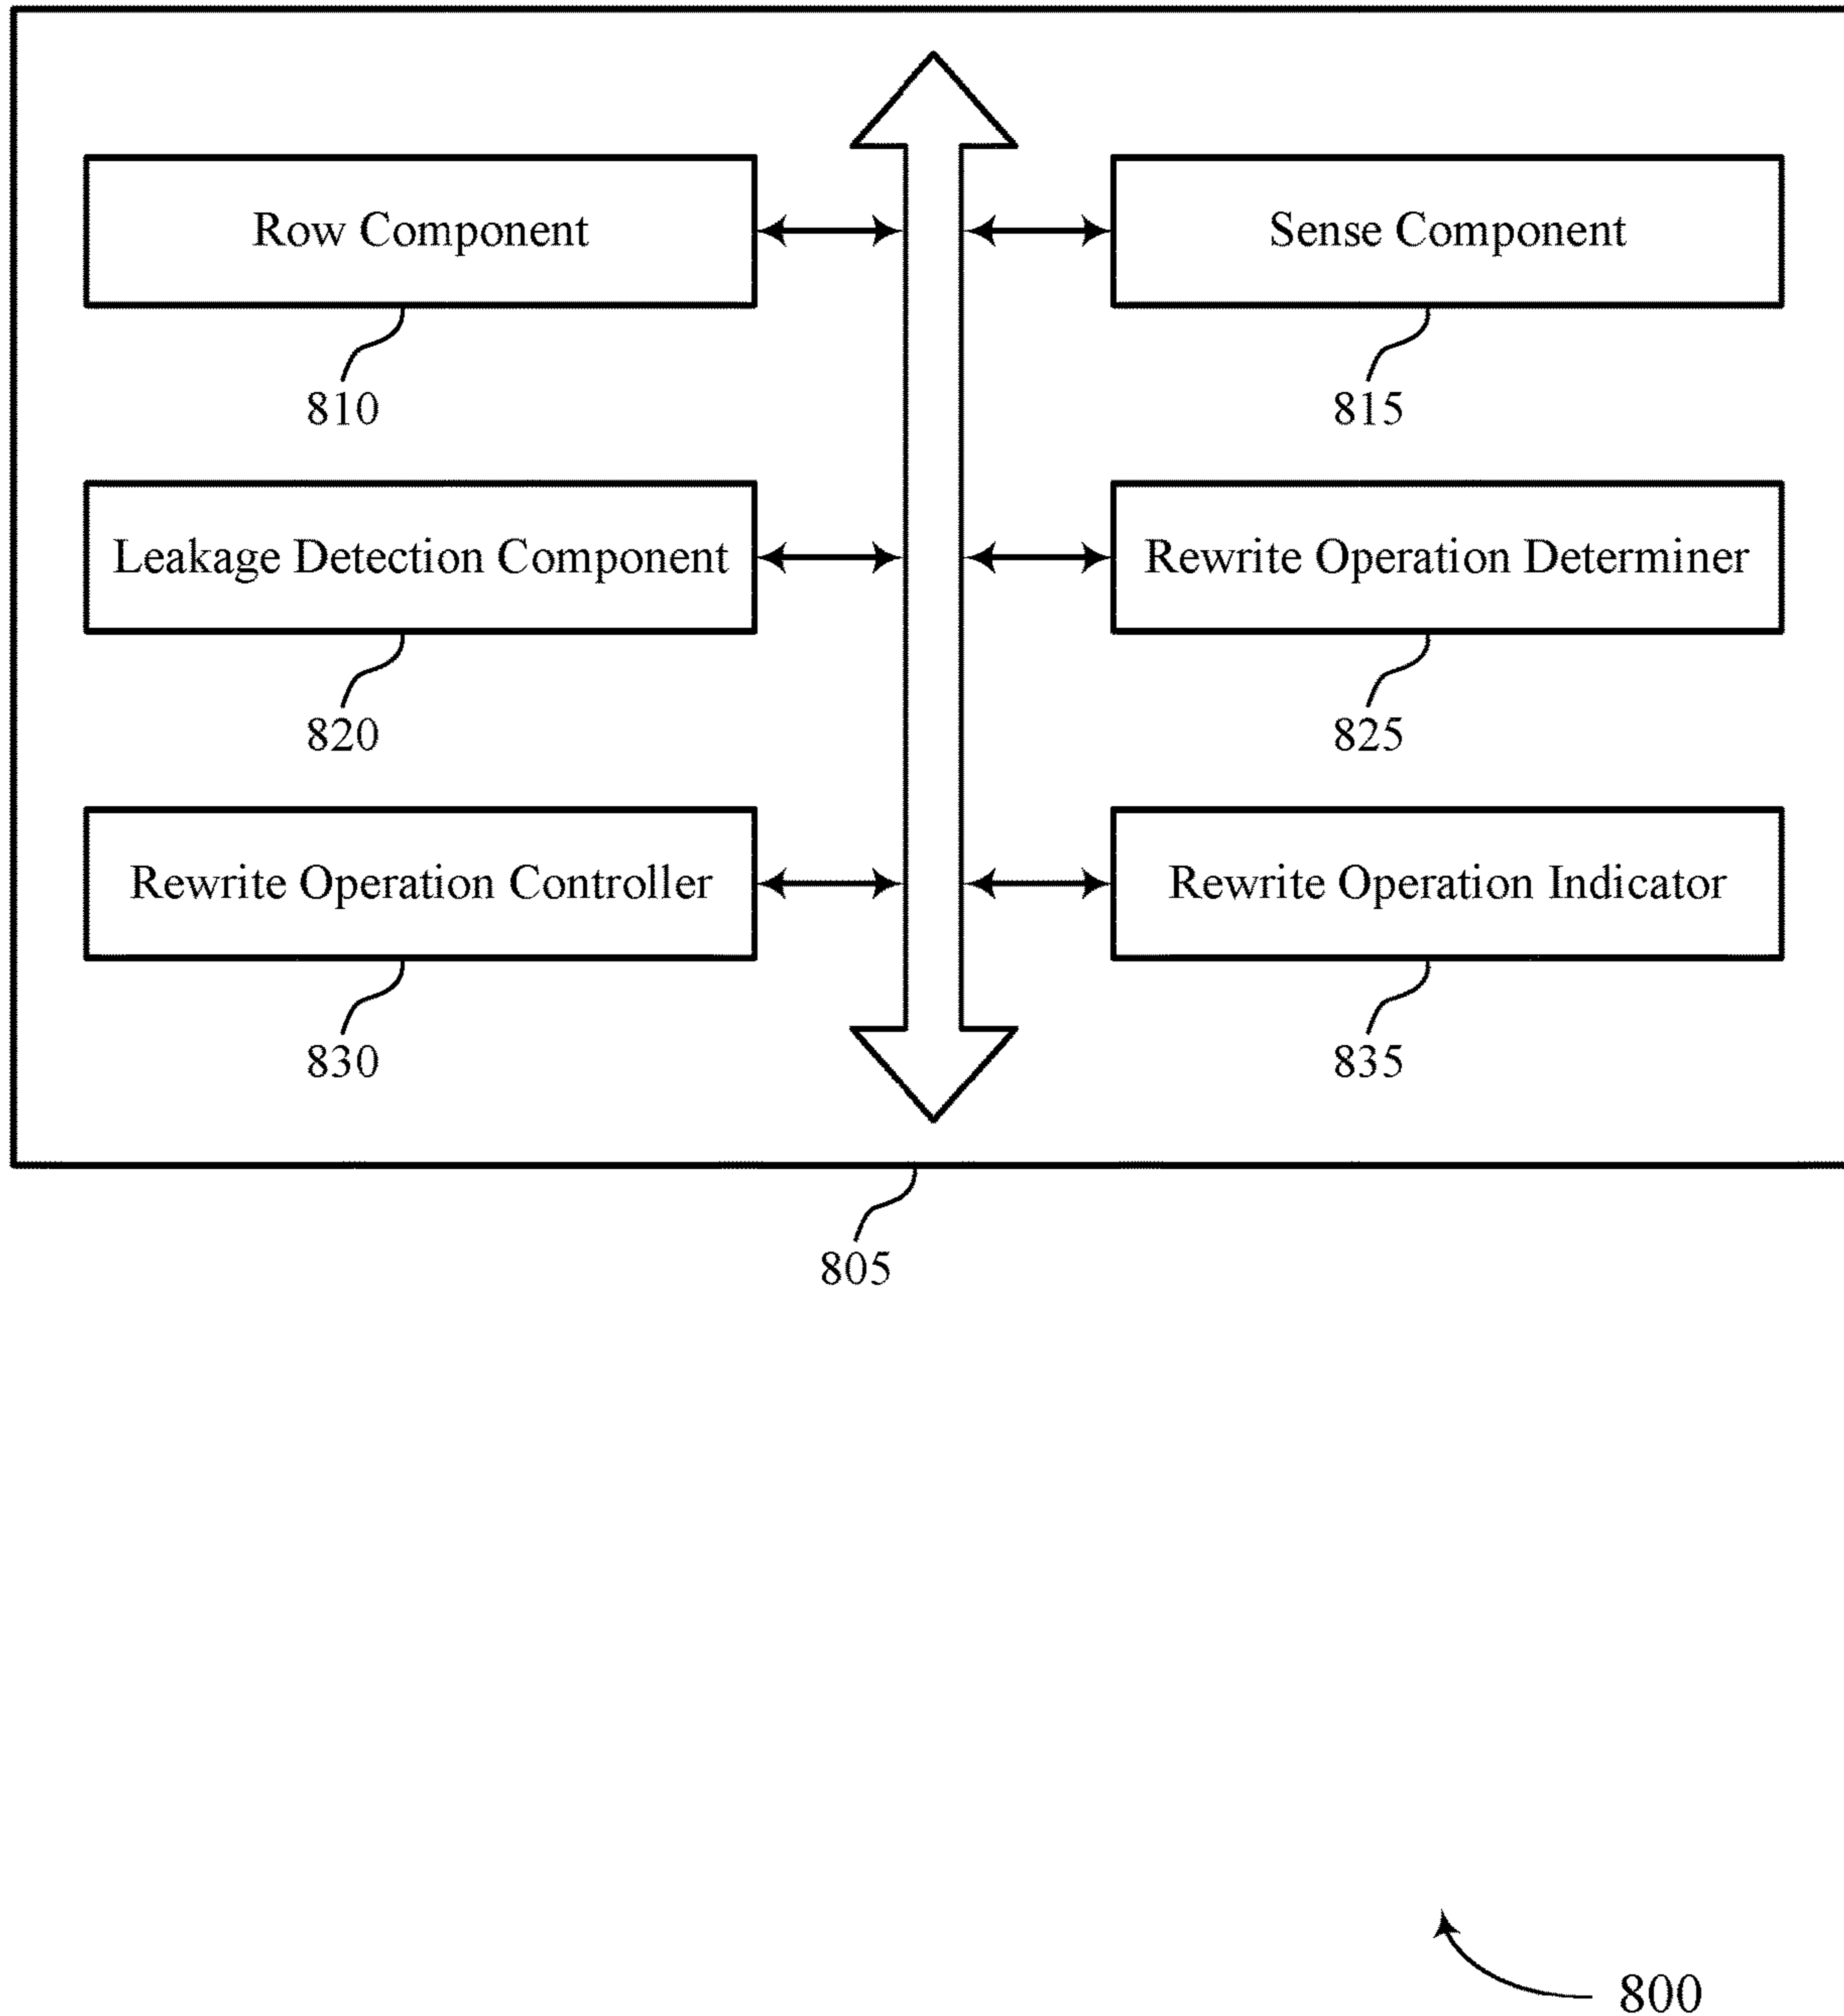 Row Component
Sense Component
810
815
Leakage Detection Component
Rewrite Operation Determiner
820
825
Rewrite Operation Controller
Rewrite Operation Indicator
830
835
805
800